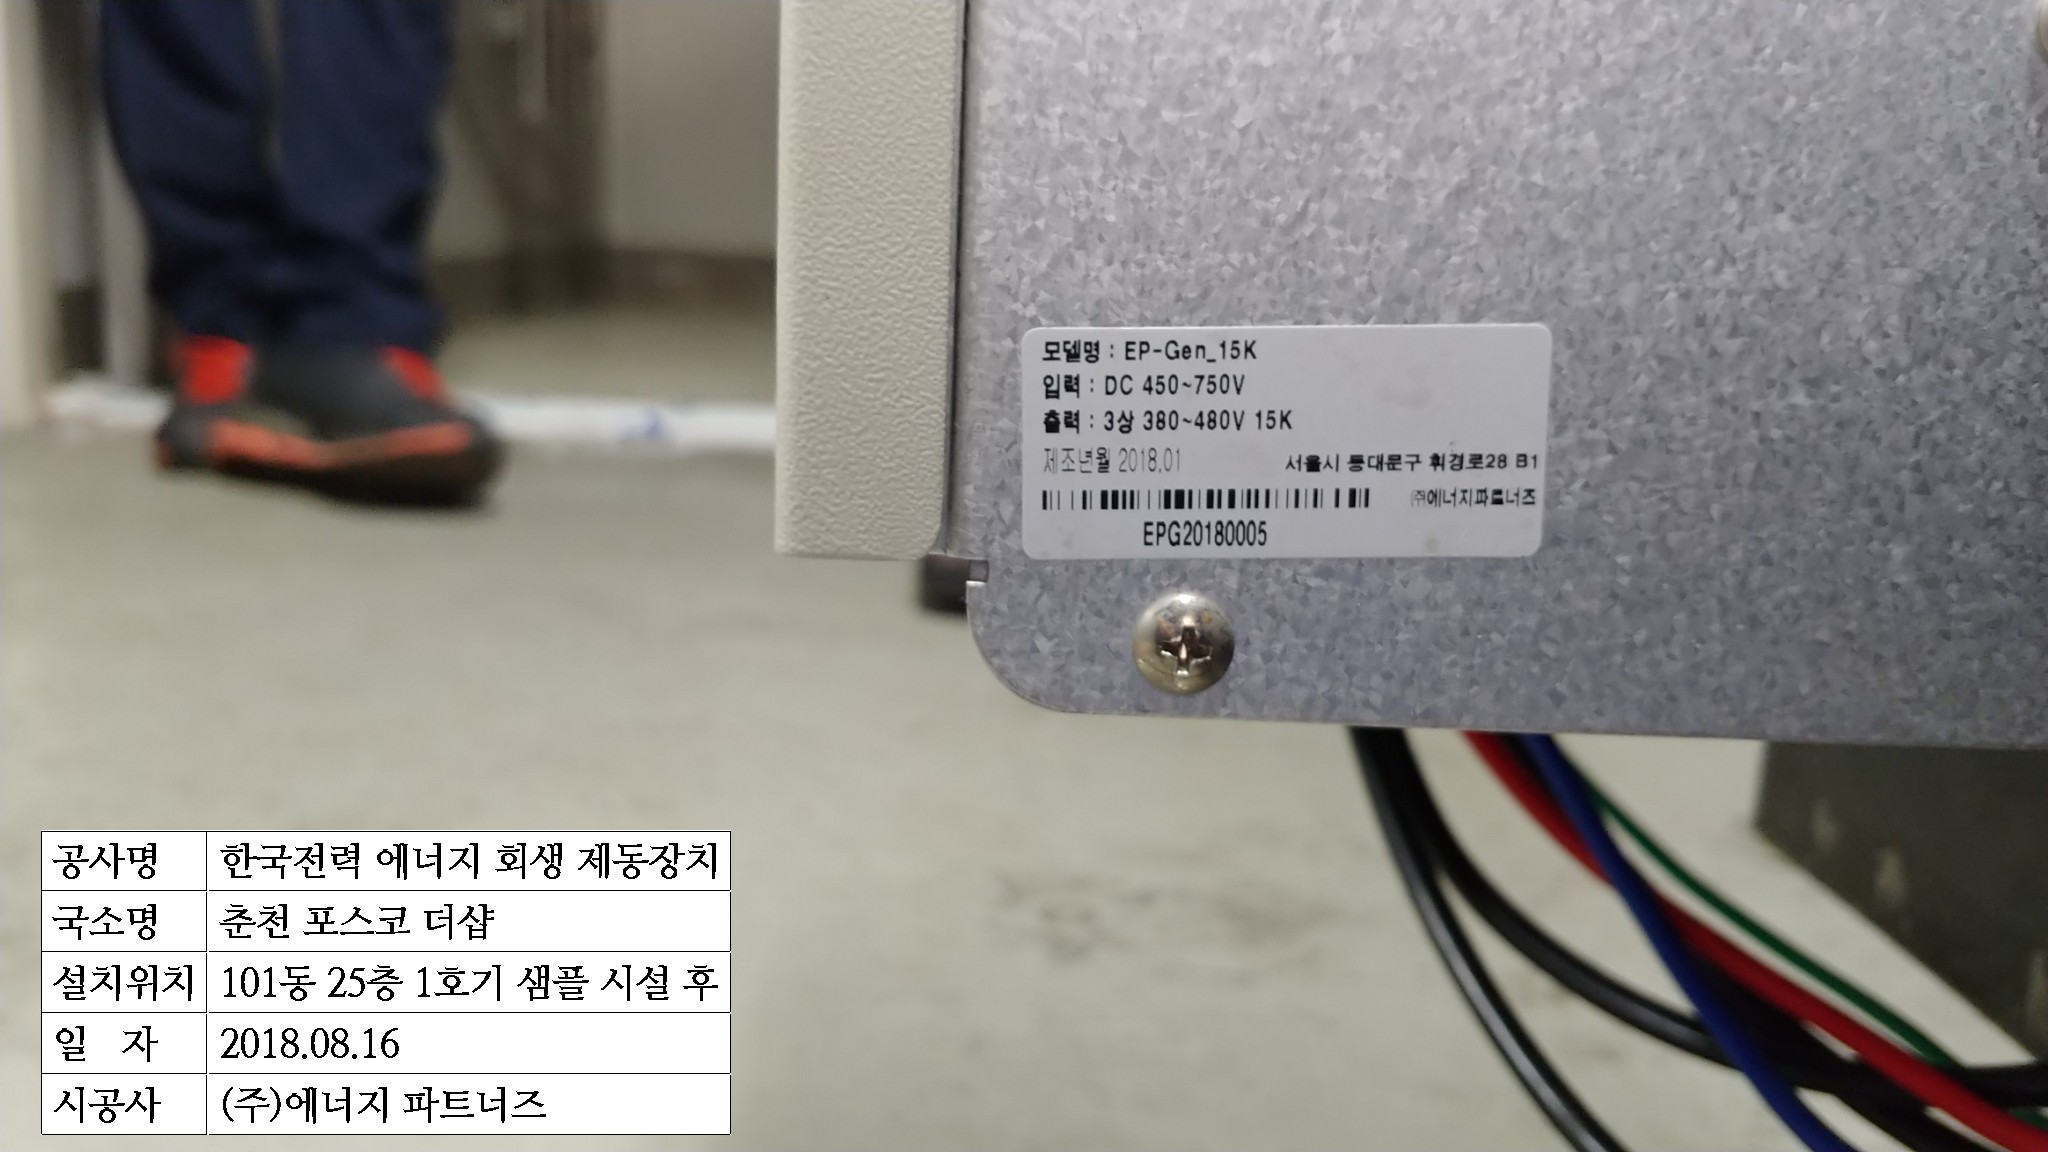 모델명 : EP-Gen_15K
입력 : DC 450~750V
출력 : 3상 380~480V 15K
제조년월 2018.01
서울시 동대문구 휘경로28 B1
㈜에너지파트너즈
EPG20180005
공사명 한국전력 에너지 회생 제동장치
국소명 춘천 포스코 더샵
설치위치 101동 25층 1호기 샘플 시설 후
일 자 2018.08.16
시공사 (주)에너지 파트너즈